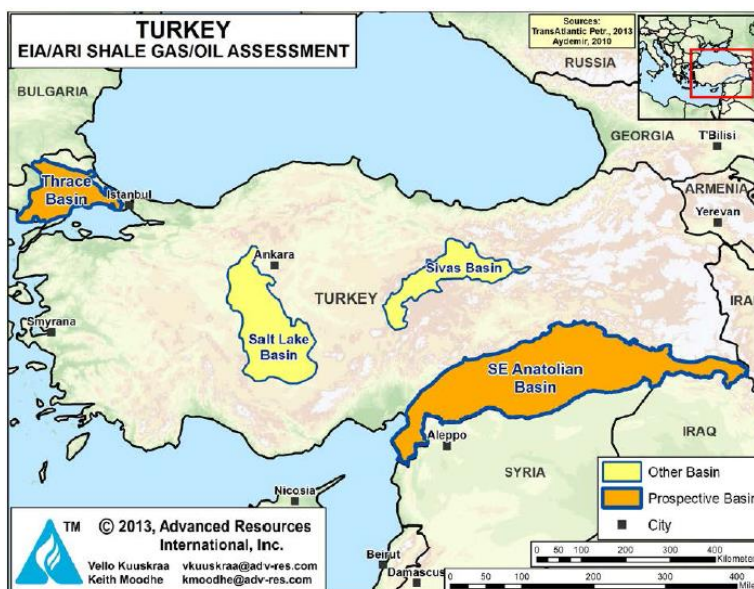 TURKEY
EIA/ARI SHALE GAS/OIL ASSESSMENT
Sources:
TransAtlantic Petr., 2013
Aydemir, 2010
RUSSIA
BULGARIA
GEORGIA
T'Bilisi
Thrace
Basin
Istanbul
ARMENIA
Yerevan
Ankara
Sivas Basin
TURKEY
IRA
Smyrana
Salt Lake
Basin
SE Anatolian
Basin
Aleppo
IRAQ
SYRIA
Nicosia
Other Basin
Prospective Basin
City
TM
© 2013, Advanced Resources
International, Inc.
Vello Kuuskraa vkuuskraa@adv-res.com
Keith Moodhe kmoodhe@adv-res.com
Beirut
Damascus
0 50 100 200 300 400
Kilometers
0 50 100 200 300 400
Miles